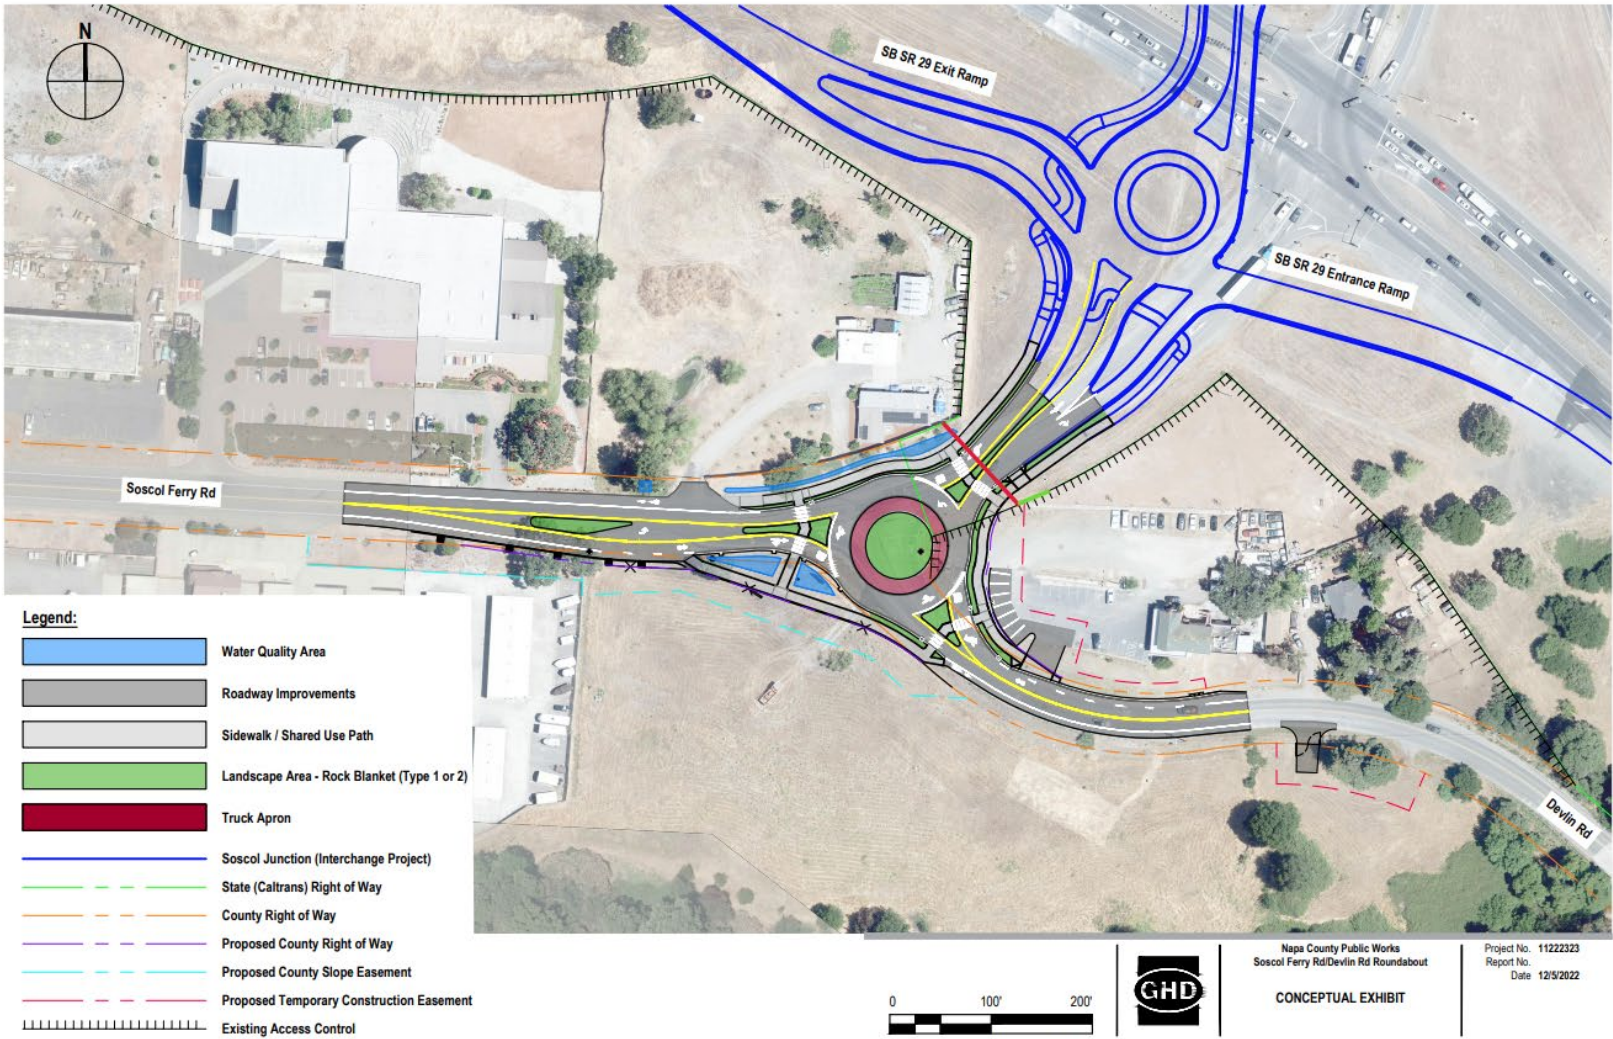 N
SB SR 29 Exit Ramp
SB SR 29 Entrance Ramp
Soscol Ferry Rd
Devlin Rd
Legend:
Water Quality Area
Roadway Improvements
Sidewalk / Shared Use Path
Landscape Area - Rock Blanket (Type 1 or 2)
Truck Apron
Soscol Junction (Interchange Project)
State (Caltrans) Right of Way
County Right of Way
Proposed County Right of Way
Proposed County Slope Easement
Proposed Temporary Construction Easement
Existing Access Control
0 100' 200'
GHD
Napa County Public Works
Soscol Ferry Rd/Devlin Rd Roundabout
CONCEPTUAL EXHIBIT
Project No. 11222323
Report No.
Date 12/5/2022